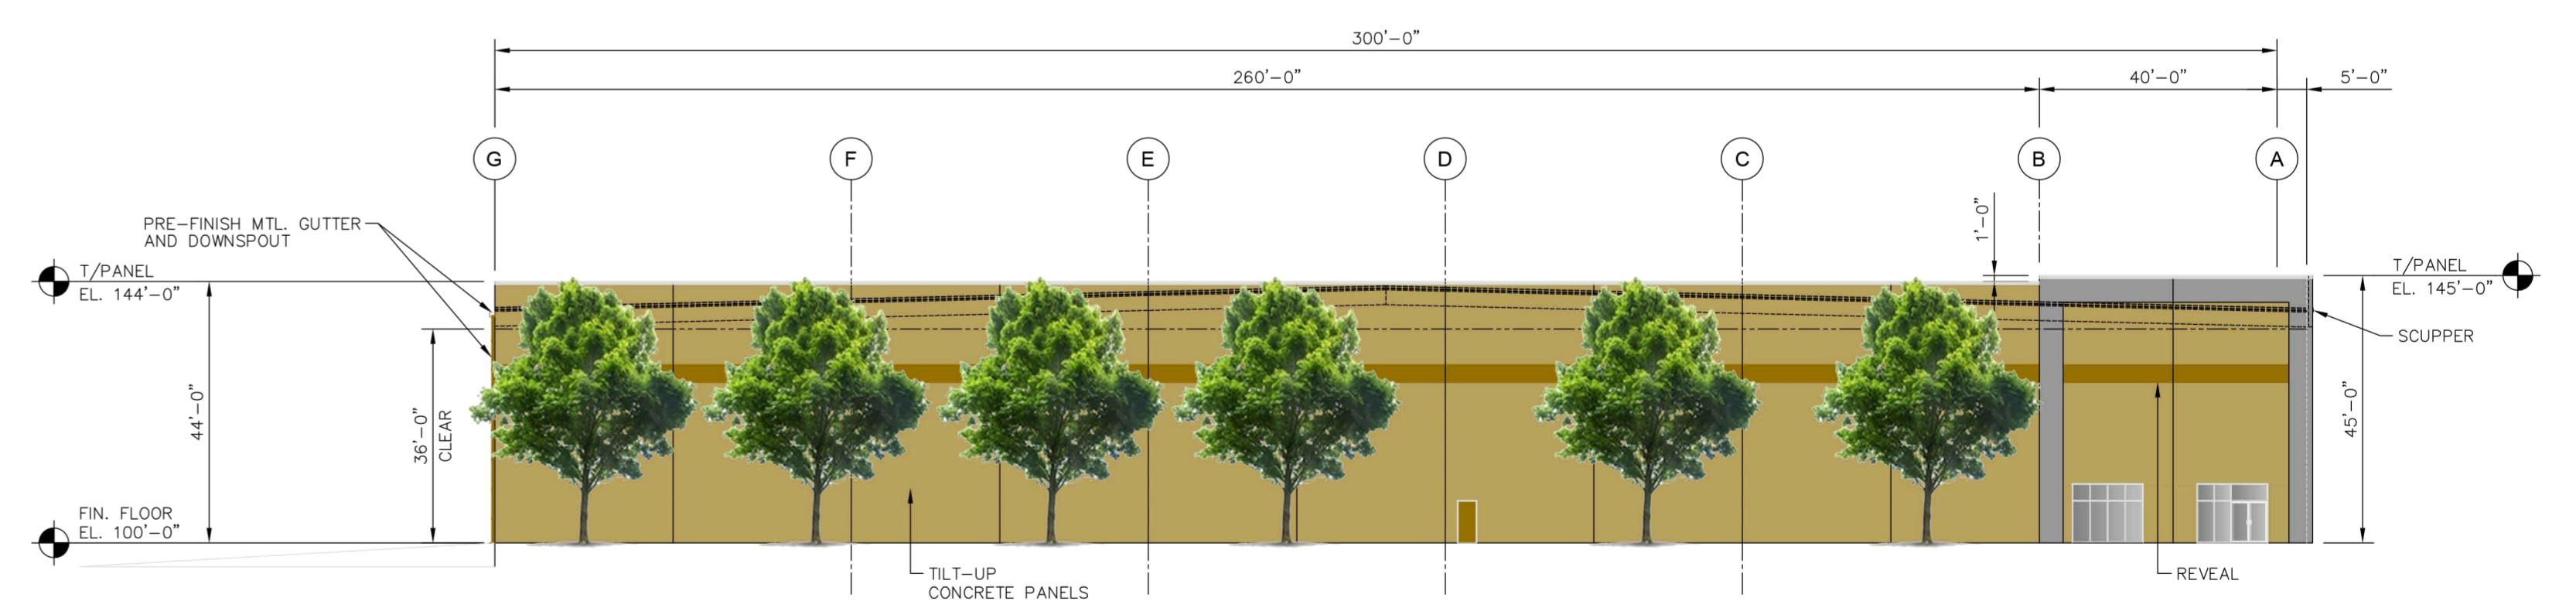 300'-0"
260'-0"
40'-0"
5'-0"
G
F
E
D
C
B
A
1'-0"
PRE-FINISH MTL. GUTTER
AND DOWNSPOUT
T/PANEL
EL. 144'-0"
T/PANEL
EL. 145'-0"
SCUPPER
44'-0"
36'-0"
CLEAR
45'-0"
FIN. FLOOR
EL. 100'-0"
TILT-UP
CONCRETE PANELS
REVEAL